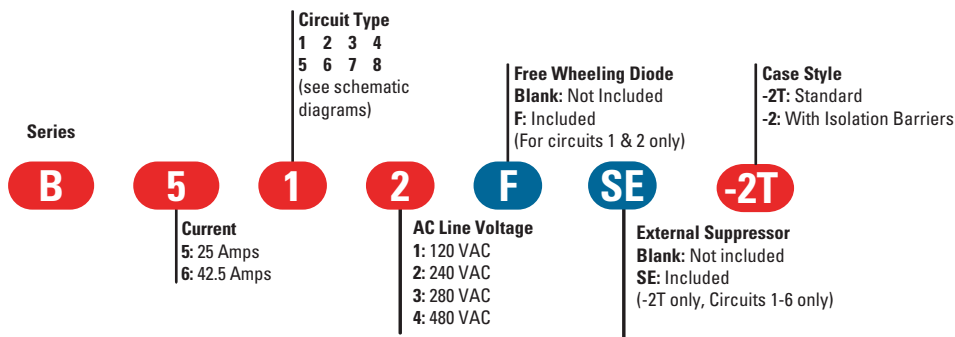 Circuit Type
1 2 3 4
5 6 7 8
(see schematic
diagrams)
Free Wheeling Diode
Blank: Not Included
F: Included
(For circuits 1 & 2 only)
Case Style
-2T: Standard
-2: With Isolation Barriers
Series
B 5 1 2 F SE -2T
Current
5: 25 Amps
6: 42.5 Amps
AC Line Voltage
1: 120 VAC
2: 240 VAC
3: 280 VAC
4: 480 VAC
External Suppressor
Blank: Not included
SE: Included
(-2T only, Circuits 1-6 only)